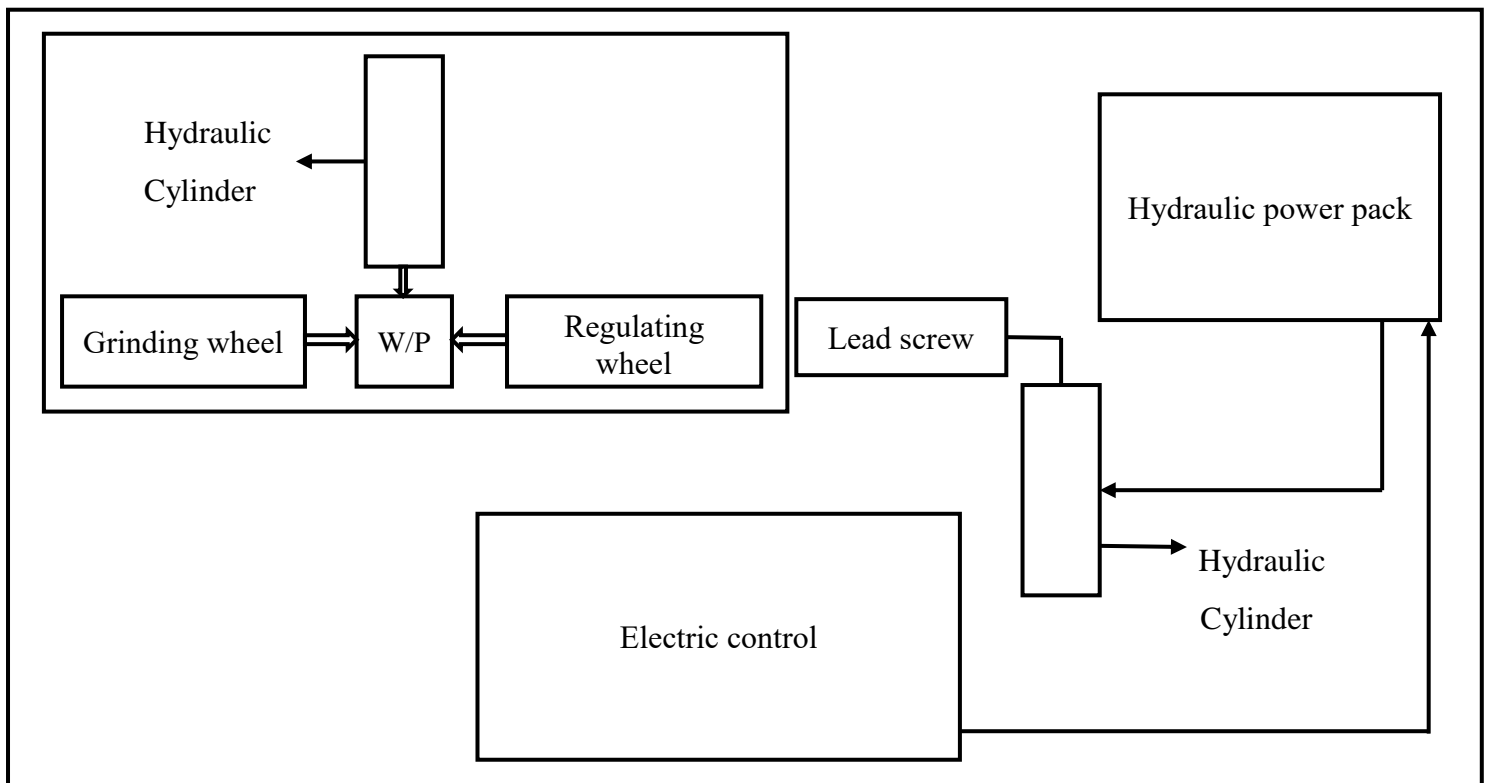 Hydraulic
Cylinder
Hydraulic power pack
Grinding wheel
W/P
Regulating
wheel
Lead screw
Hydraulic
Cylinder
Electric control